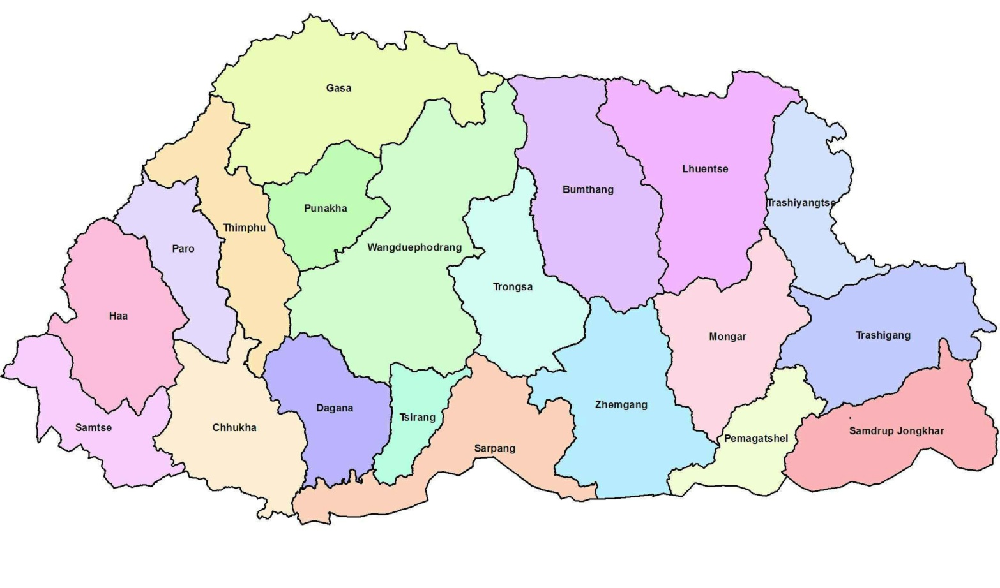 Gasa
Lhuentse
Bumthang
Trashiyangtse
Punakha
Thimphu
Wangduephodrang
Paro
Trongsa
Haa
Trashigang
Mongar
Zhemgang
Dagana
Tsirang
Samtse
Chhukha
Samdrup Jongkhar
Pemagatshel
Sarpang